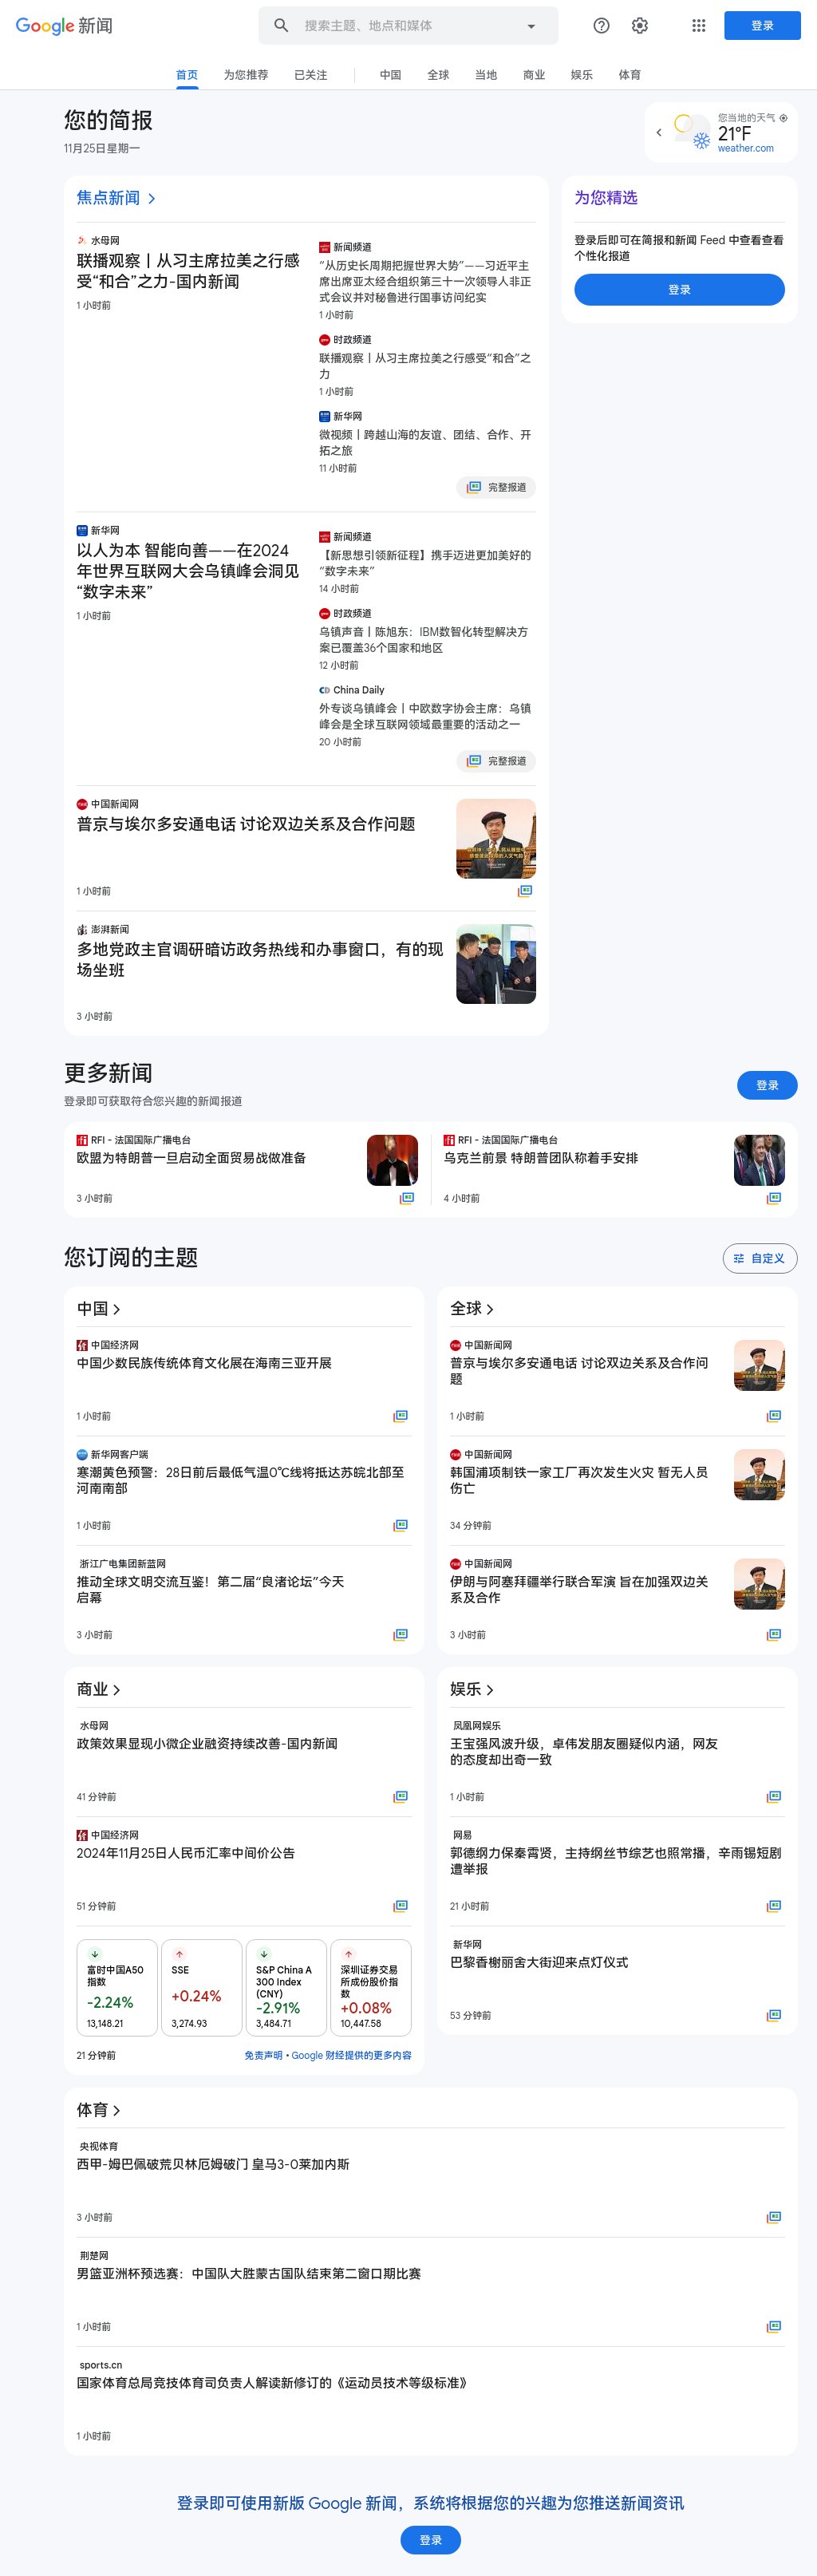 Google 新闻
搜索主题、地点和媒体
登录
首页
为您推荐
已关注
中国
全球
当地
商业
娱乐
体育
您的简报
11月25日星期一
您当地的天气
21°F
weather.com
焦点新闻
水母网
联播观察丨从习主席拉美之行感
受“和合”之力-国内新闻
1 小时前
新闻频道
“从历史长周期把握世界大势”——习近平主
席出席亚太经合组织第三十一次领导人非正
式会议并对秘鲁进行国事访问纪实
1 小时前
时政频道
联播观察丨从习主席拉美之行感受“和合”之
力
1 小时前
新华网
微视频丨跨越山海的友谊、团结、合作、开
拓之旅
11 小时前
完整报道
为您精选
登录后即可在简报和新闻 Feed 中查看查看
个性化报道
登录
新华网
以人为本 智能向善——在2024
年世界互联网大会乌镇峰会洞见
“数字未来”
1 小时前
新闻频道
【新思想引领新征程】携手迈进更加美好的
“数字未来”
14 小时前
时政频道
乌镇声音丨陈旭东：IBM数智化转型解决方
案已覆盖36个国家和地区
12 小时前
China Daily
外专谈乌镇峰会丨中欧数字协会主席：乌镇
峰会是全球互联网领域最重要的活动之一
20 小时前
完整报道
中国新闻网
普京与埃尔多安通电话 讨论双边关系及合作问题
1 小时前
澎湃新闻
多地党政主官调研暗访政务热线和办事窗口，有的现
场坐班
3 小时前
更多新闻
登录即可获取符合您兴趣的新闻报道
登录
RFI - 法国国际广播电台
欧盟为特朗普一旦启动全面贸易战做准备
3 小时前
RFI - 法国国际广播电台
乌克兰前景 特朗普团队称着手安排
4 小时前
您订阅的主题
自定义
中国
中国经济网
中国少数民族传统体育文化展在海南三亚开展
1 小时前
新华网客户端
寒潮黄色预警：28日前后最低气温0℃线将抵达苏皖北部至
河南南部
1 小时前
浙江广电集团新蓝网
推动全球文明交流互鉴！第二届“良渚论坛”今天
启幕
3 小时前
全球
中国新闻网
普京与埃尔多安通电话 讨论双边关系及合作问
题
1 小时前
中国新闻网
韩国浦项制铁一家工厂再次发生火灾 暂无人员
伤亡
34 分钟前
中国新闻网
伊朗与阿塞拜疆举行联合军演 旨在加强双边关
系及合作
3 小时前
商业
水母网
政策效果显现小微企业融资持续改善-国内新闻
41 分钟前
中国经济网
2024年11月25日人民币汇率中间价公告
51 分钟前
富时中国A50
指数
-2.24%
13,148.21
SSE
+0.24%
3,274.93
S&P China A
300 Index
(CNY)
-2.91%
3,484.71
深圳证券交易
所成份股价指
数
+0.08%
10,447.58
21 分钟前
免责声明 • Google 财经提供的更多内容
娱乐
凤凰网娱乐
王宝强风波升级，卓伟发朋友圈疑似内涵，网友
的态度却出奇一致
1 小时前
网易
郭德纲力保秦霄贤，主持纲丝节综艺也照常播，辛雨锡短剧
遭举报
21 小时前
新华网
巴黎香榭丽舍大街迎来点灯仪式
53 分钟前
体育
央视体育
西甲-姆巴佩破荒贝林厄姆破门 皇马3-0莱加内斯
3 小时前
荆楚网
男篮亚洲杯预选赛：中国队大胜蒙古国队结束第二窗口期比赛
1 小时前
sports.cn
国家体育总局竞技体育司负责人解读新修订的《运动员技术等级标准》
1 小时前
登录即可使用新版 Google 新闻，系统将根据您的兴趣为您推送新闻资讯
登录